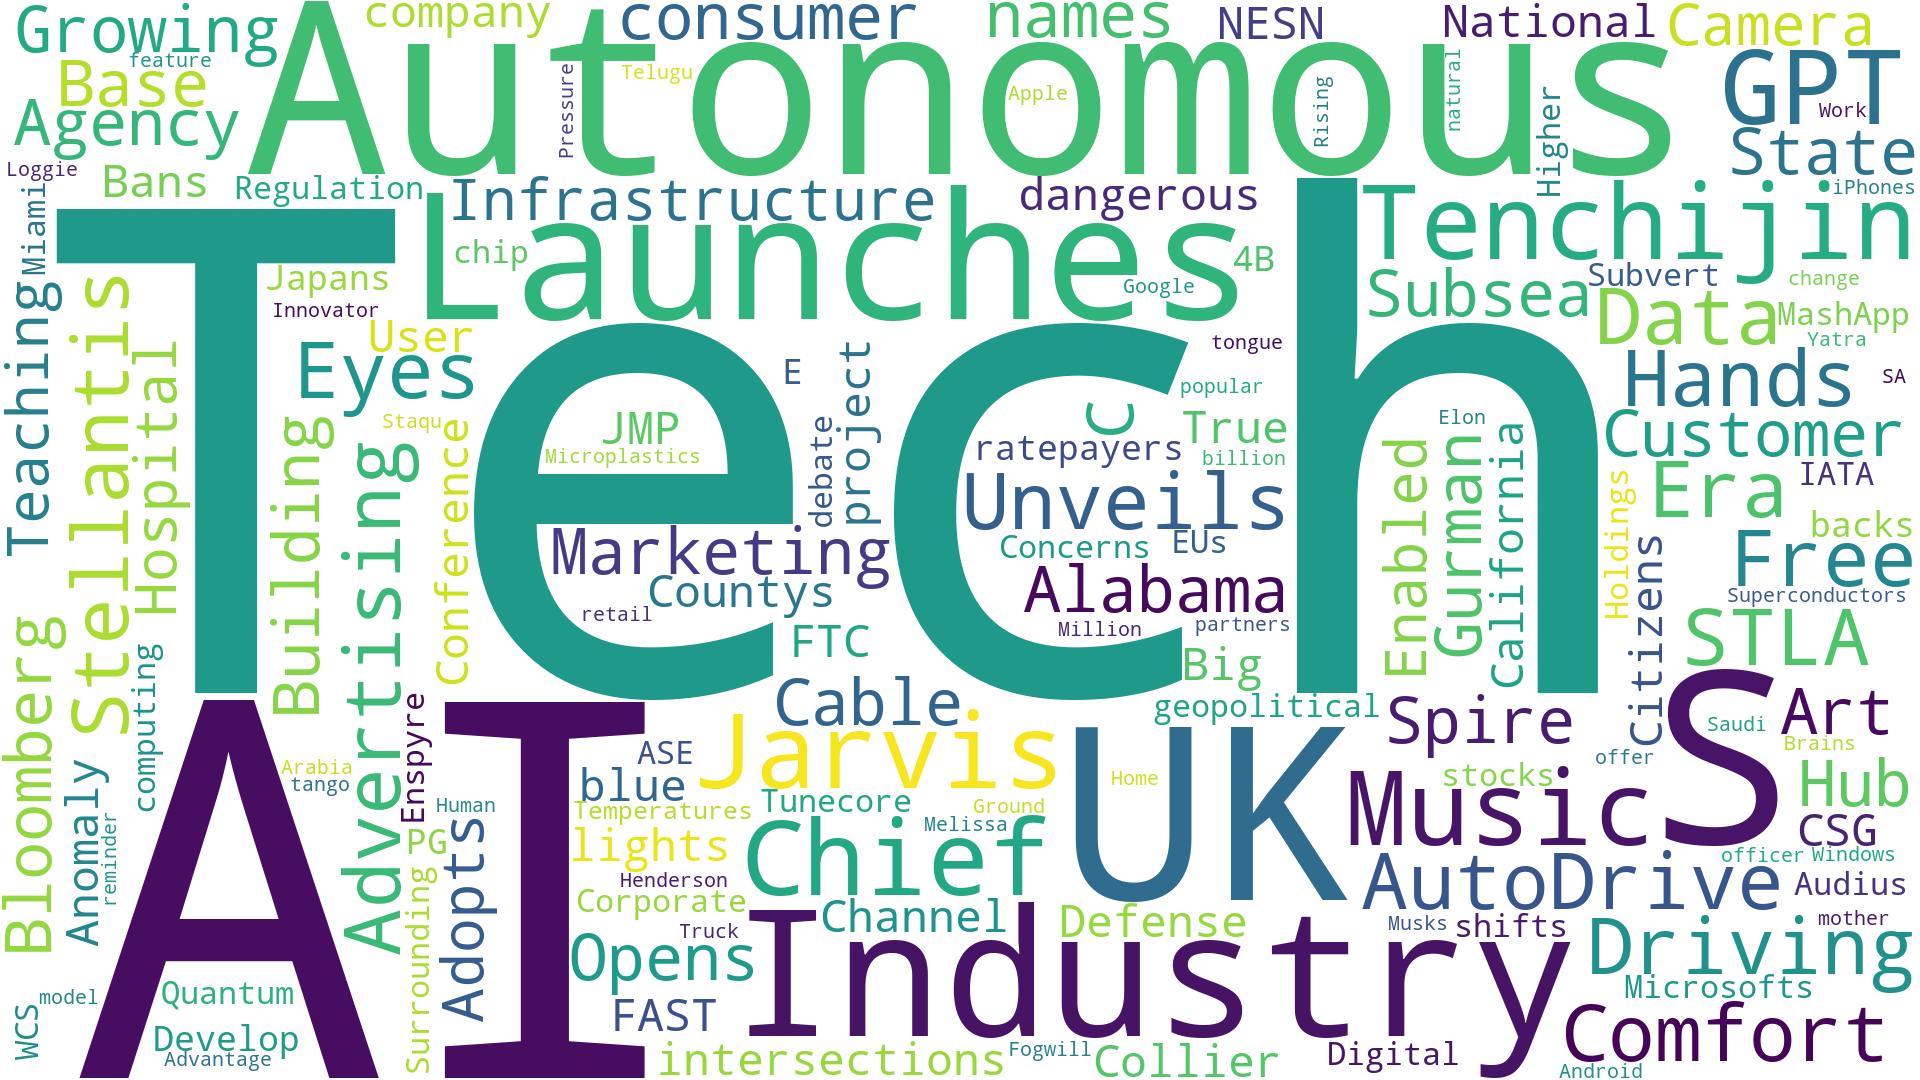 Growing
company
consumer
names
NESN
National
Camera
feature
Autonomous
Base
Pressure
Telugu
Apple
Rising
natural
Higher
GPT
Work
Agency
State
Loggie
Bans
Regulation
Infrastructure
dangerous
Tenchijin
iPhones
Miami
Launches
chip
4B
Google
Japans
Innovator
Subsea
Subvert
change
Data
MashApp
Yatra
Teaching
Stellantis
Hospital
Tech
User
Eyes
E
project
tongue
popular
Hands
SA
Building
Advertising
Staqu
Conference
JMP
Microplastics
debate
C
ratepayers
True
billion
Elon
Customer
Enabled
Gurman
California
Holdings
Era
IATA
Unveils
backs
Marketing
Concerns
EUs
Citizens
Free
Countys
Alabama
Superconductors
retail
Million
partners
FTC
Big
STLA
Bloomberg
Anomaly
computing
reminder
AI
Cable
geopolitical
Spire
S
Saudi
Art
Arabia
tango
Enspyre
Human
ASE
Jarvis
UK
offer
Brains
blue
Home
stocks
Hub
Temperatures
Tunecore
Ground
Music
PG
Adopts
lights
Chief
Melissa
CSG
officer
Windows
Surrounding
Henderson
AutoDrive
Audius
Corporate
Channel
Defense
Musks
shifts
mother
Truck
Industry
Opens
Driving
Quantum
model
Microsofts
WCS
FAST
Comfort
Develop
Advantage
intersections
Fogwill
Collier
Digital
Android